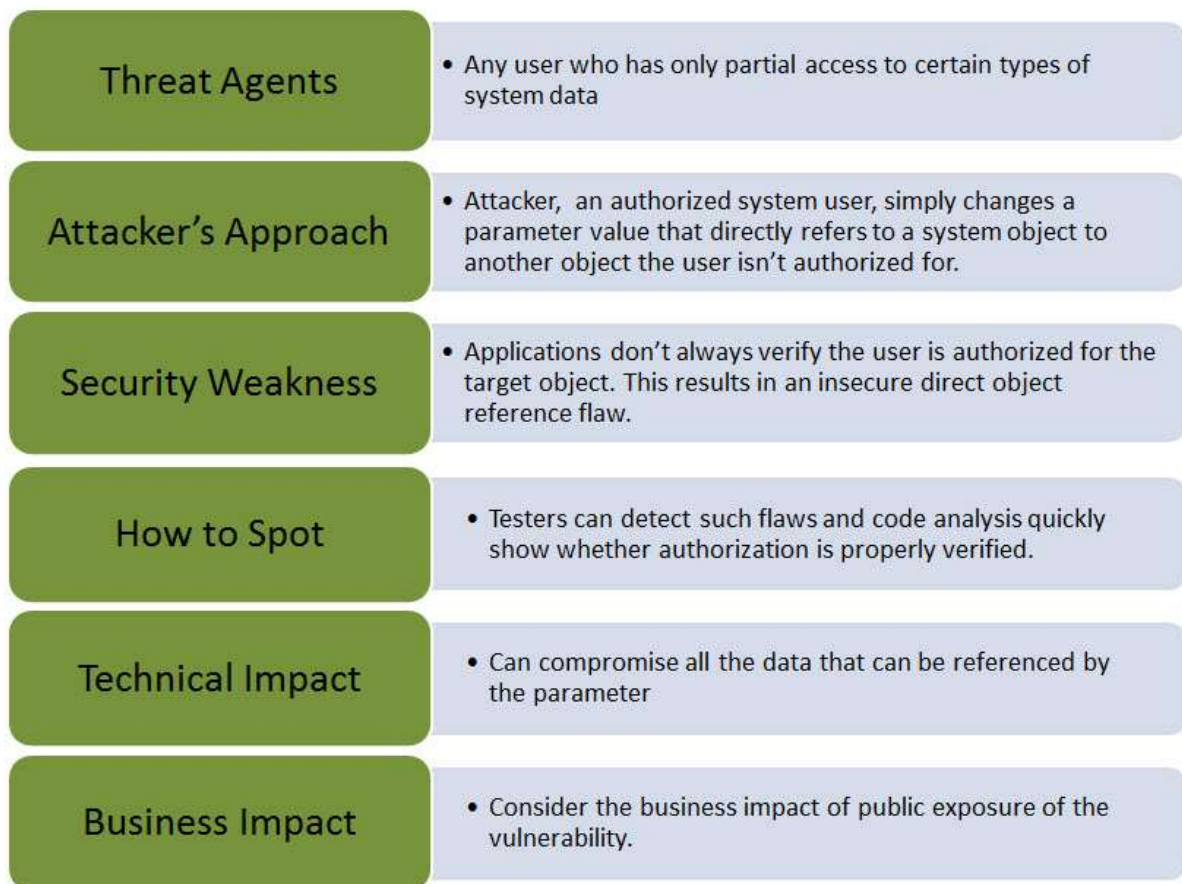 Threat Agents
• Any user who has only partial access to certain types of
system data
Attacker’s Approach
• Attacker, an authorized system user, simply changes a
parameter value that directly refers to a system object to
another object the user isn’t authorized for.
Security Weakness
• Applications don’t always verify the user is authorized for the
target object. This results in an insecure direct object
reference flaw.
How to Spot
• Testers can detect such flaws and code analysis quickly
show whether authorization is properly verified.
Technical Impact
• Can compromise all the data that can be referenced by
the parameter
Business Impact
• Consider the business impact of public exposure of the
vulnerability.